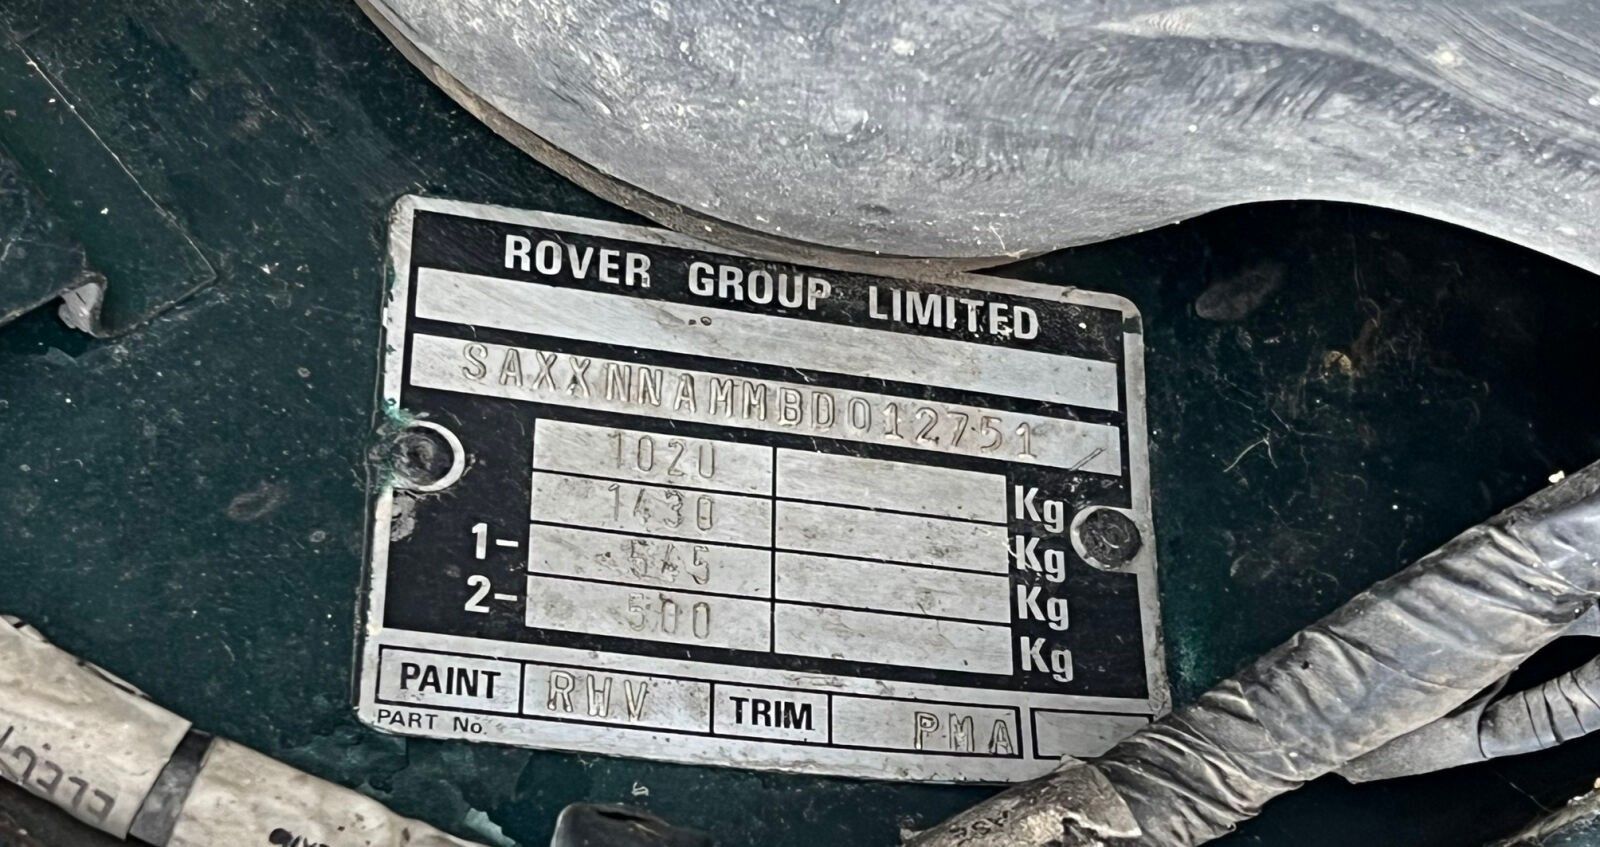 ROVER GROUP LIMITED
SAXXNNAMMBD012751
1020 Kg
1430 Kg
1- 545 Kg
2- 500 Kg
PAINT RWV TRIM PMA
PART No.